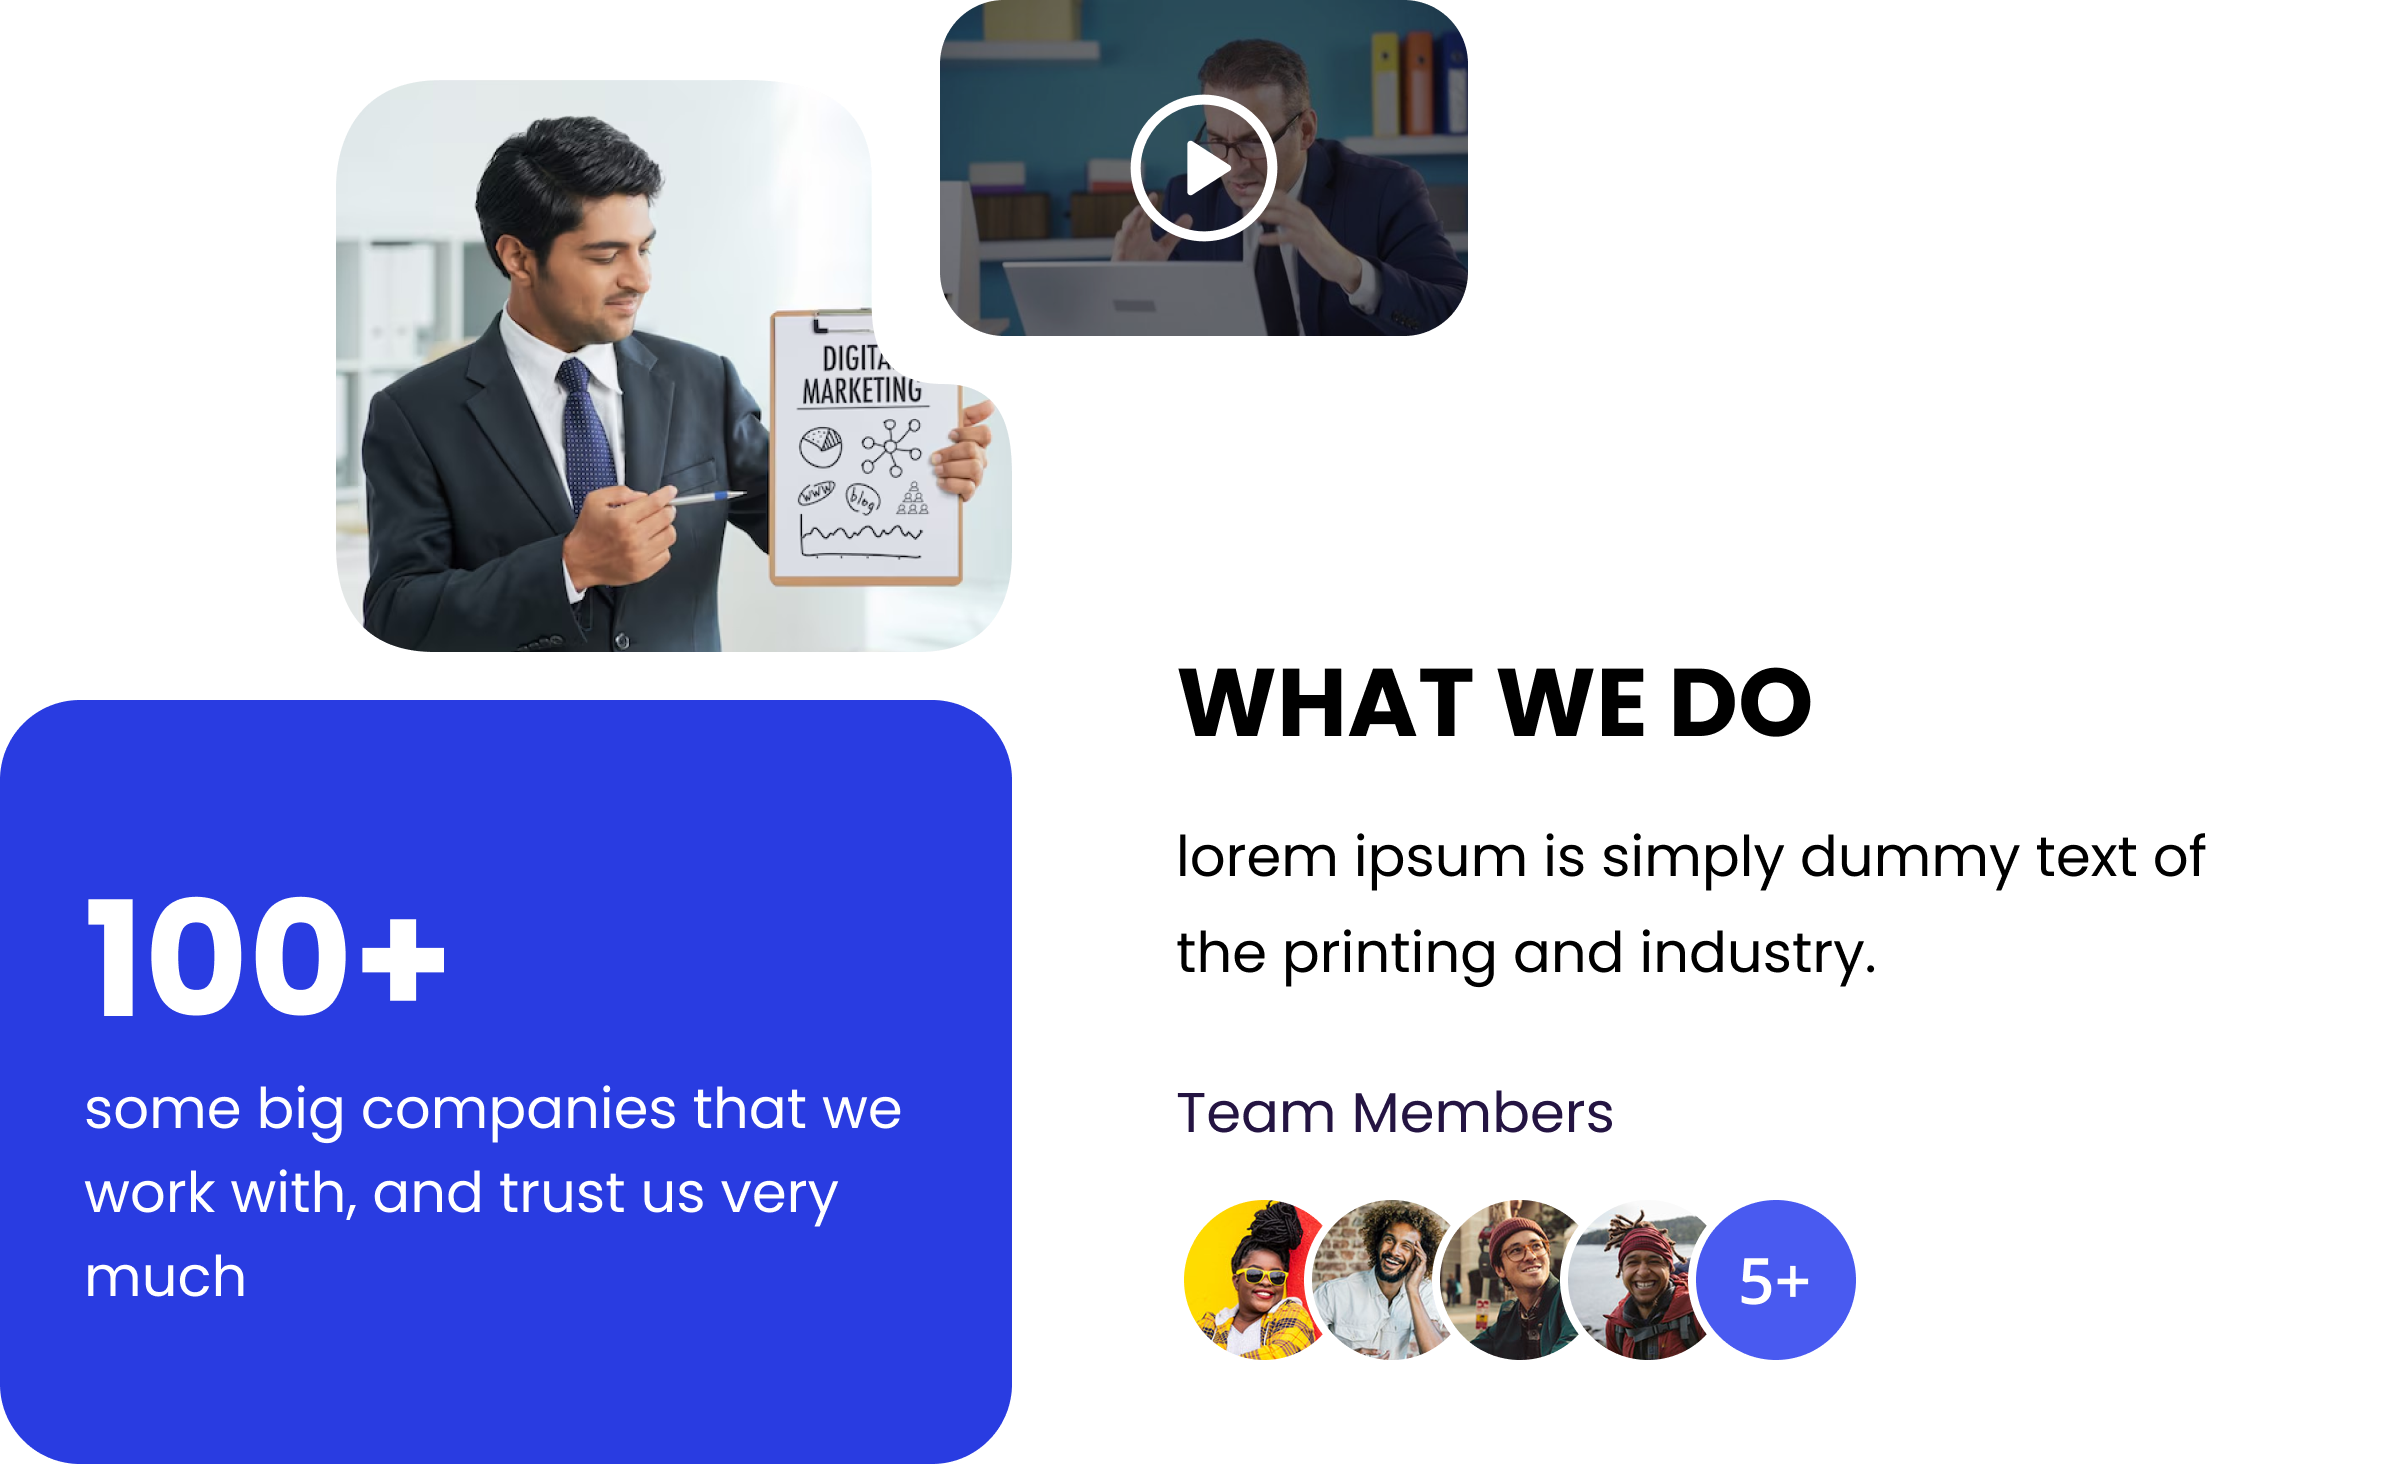 DIGITA
MARKETING
www
blog
100+
some big companies that we
work with, and trust us very
much
WHAT WE DO
lorem ipsum is simply dummy text of
the printing and industry.
Team Members
5+